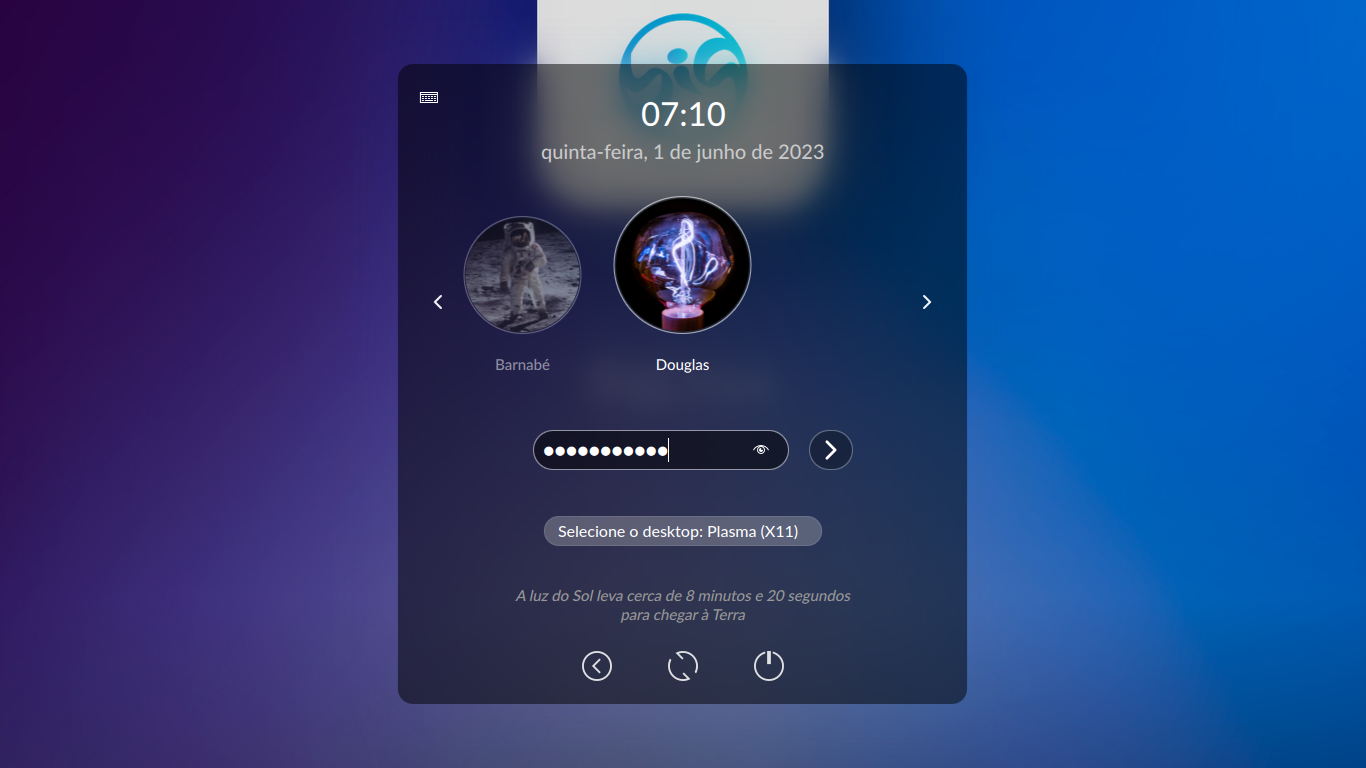 07:10
quinta-feira, 1 de junho de 2023
Barnabé
Douglas
Selecione o desktop: Plasma (X11)
A luz do Sol leva cerca de 8 minutos e 20 segundos
para chegar à Terra